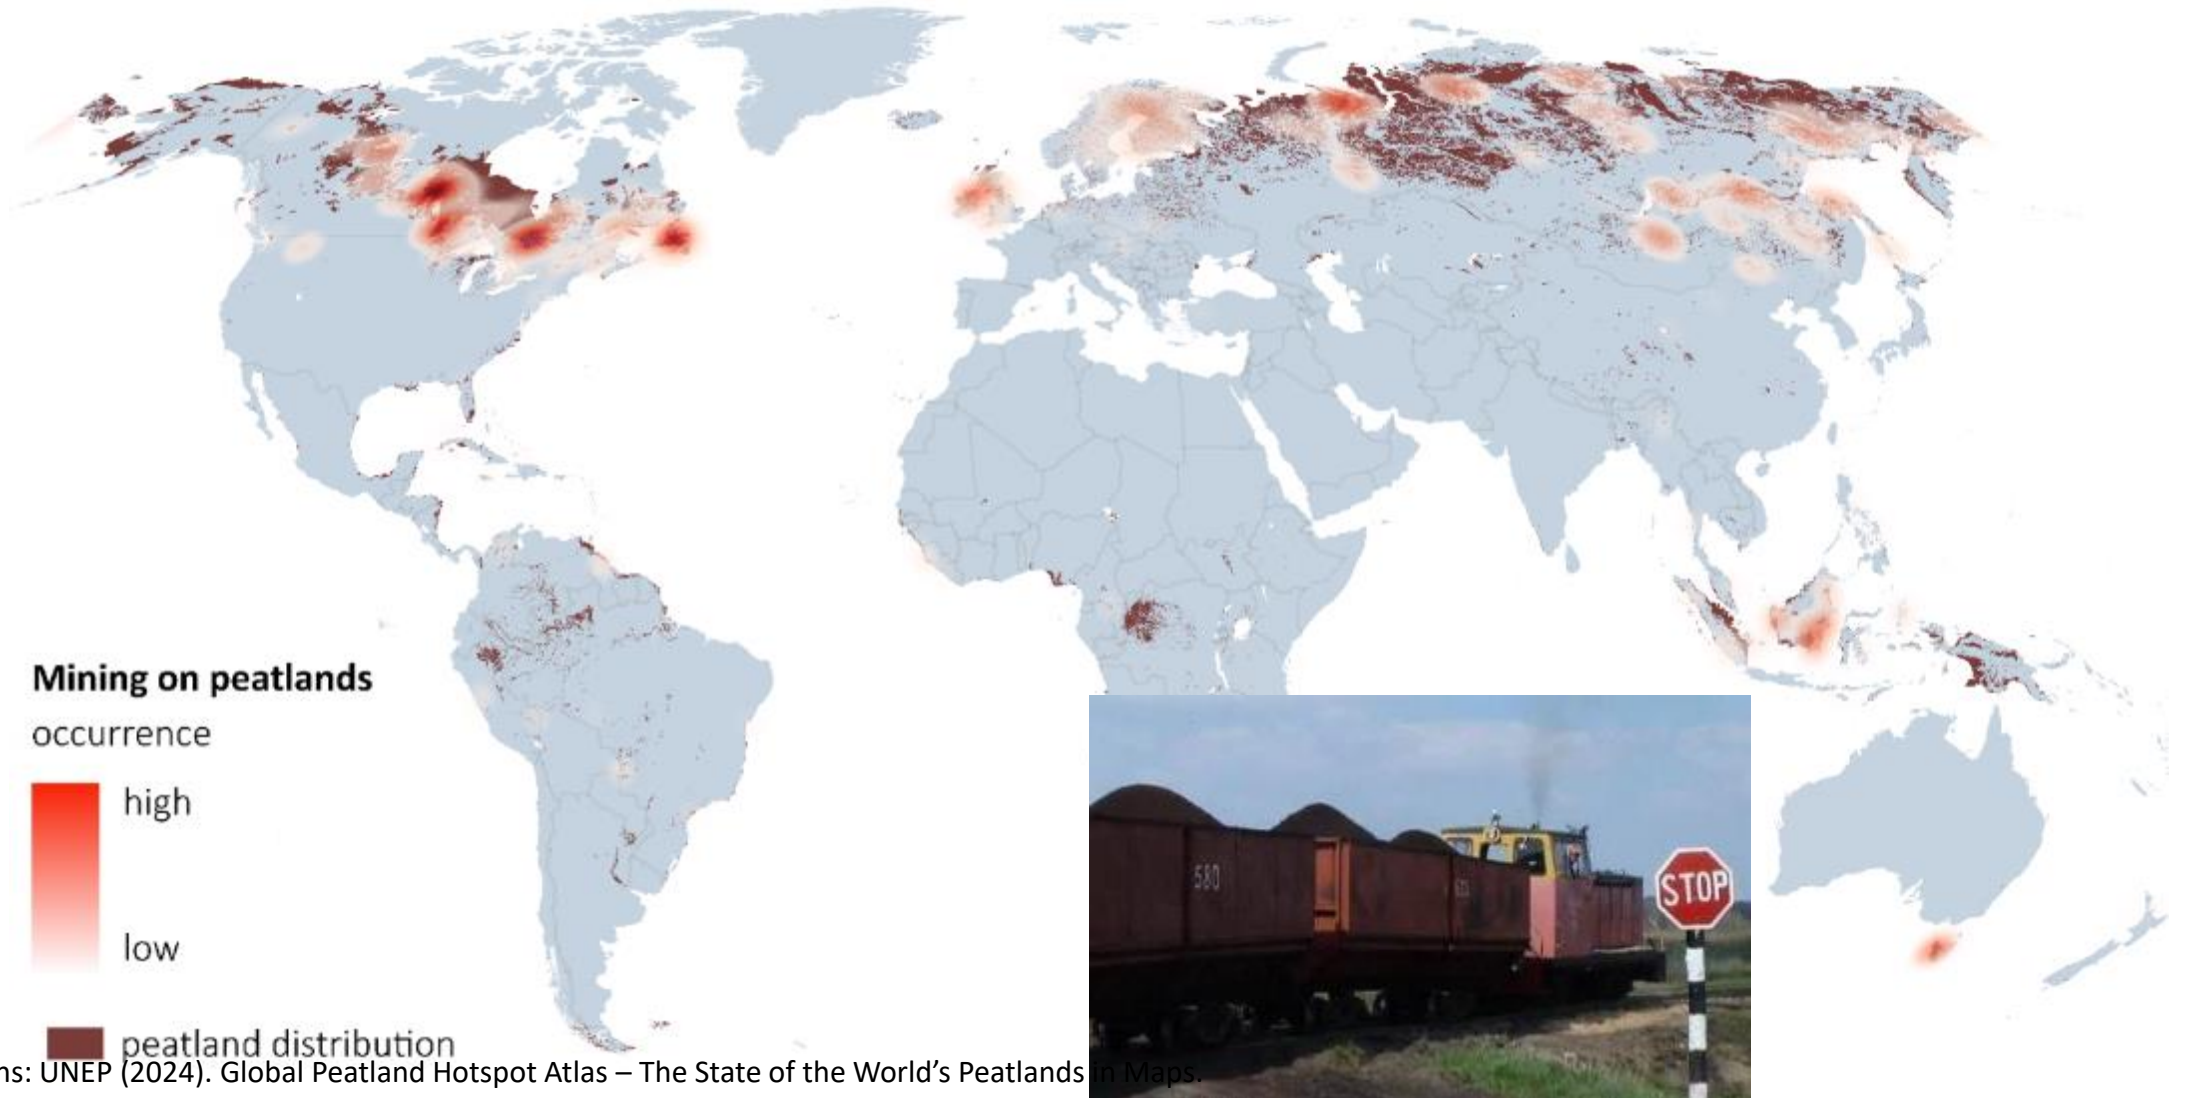 Mining on peatlands
occurrence
high
low
peatland distribution
ns: UNEP (2024). Global Peatland Hotspot Atlas – The State of the World’s Peatlands in Maps.
580
STOP